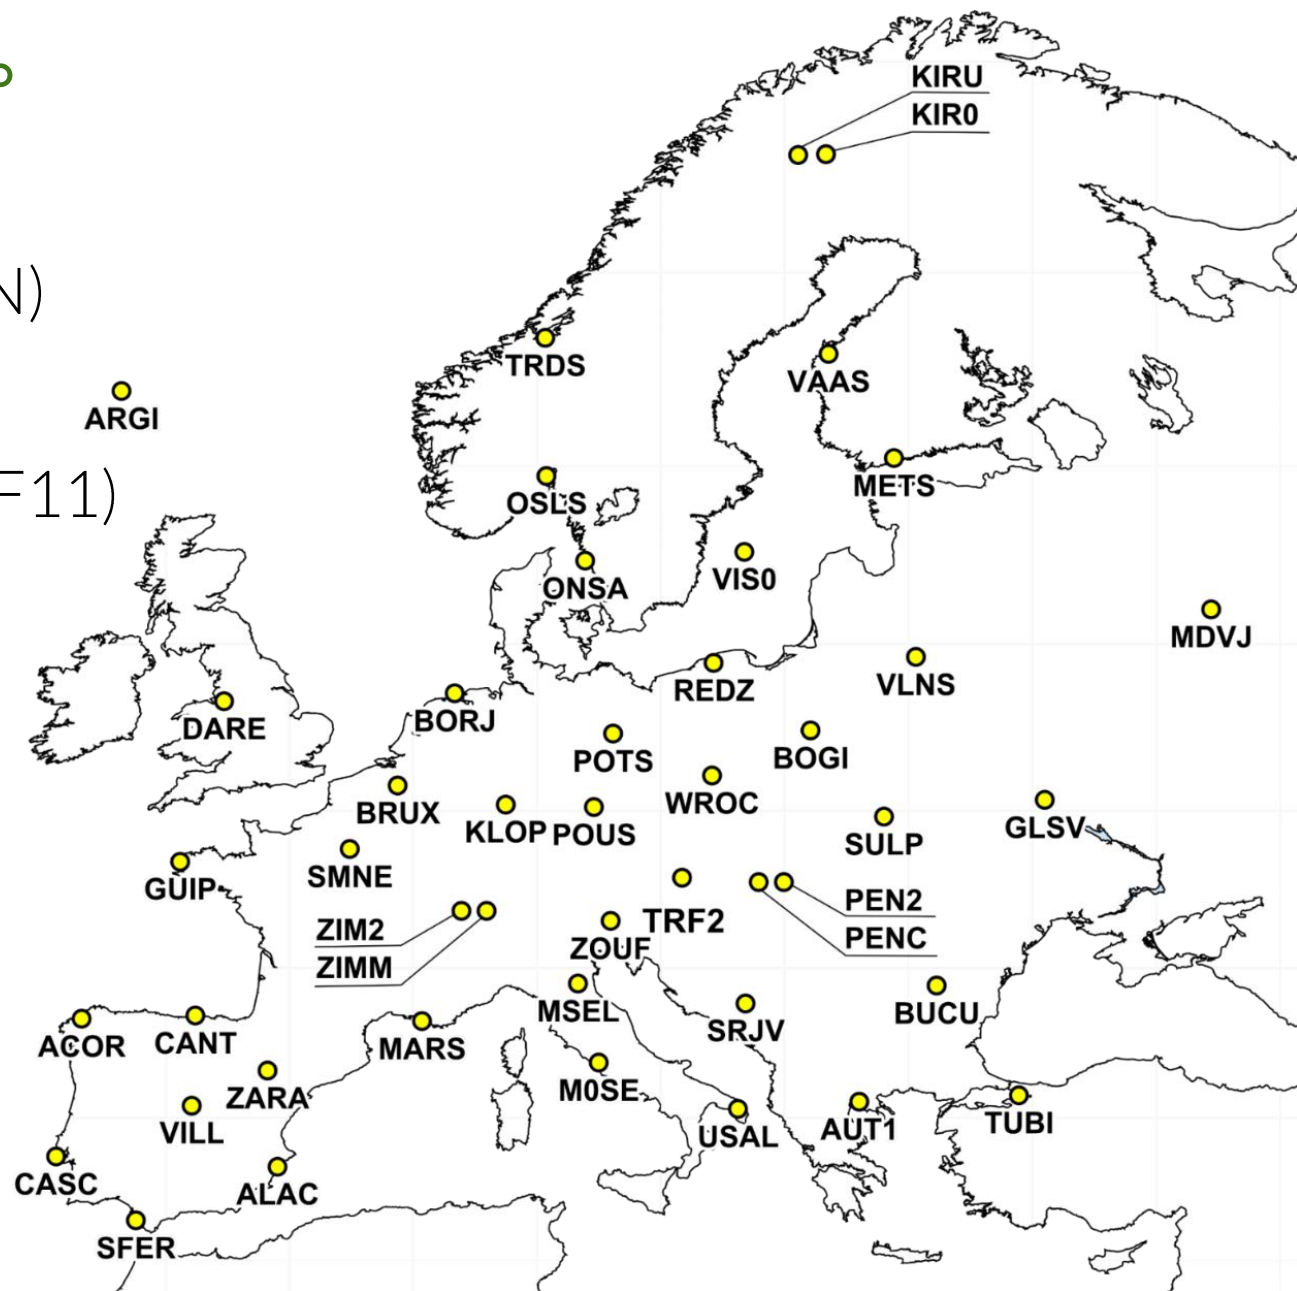 KIRU
KIR0
N)
TRDS
VAAS
ARGI
F11)
METS
OSLS
VIS0
ONSA
MDVJ
VLNS
REDZ
BORJ
DARE
POTS
BOGI
WROC
BRUX
GLSV
KLOP
POUS
SULP
SMNE
GUIP
PEN2
TRF2
ZIM2
PENC
ZOUF
ZIMM
MSEL
BUCU
SRJV
ACOR
CANT
MARS
M0SE
ZARA
TUBI
AUT1
VILL
USAL
CASC
ALAC
SFER